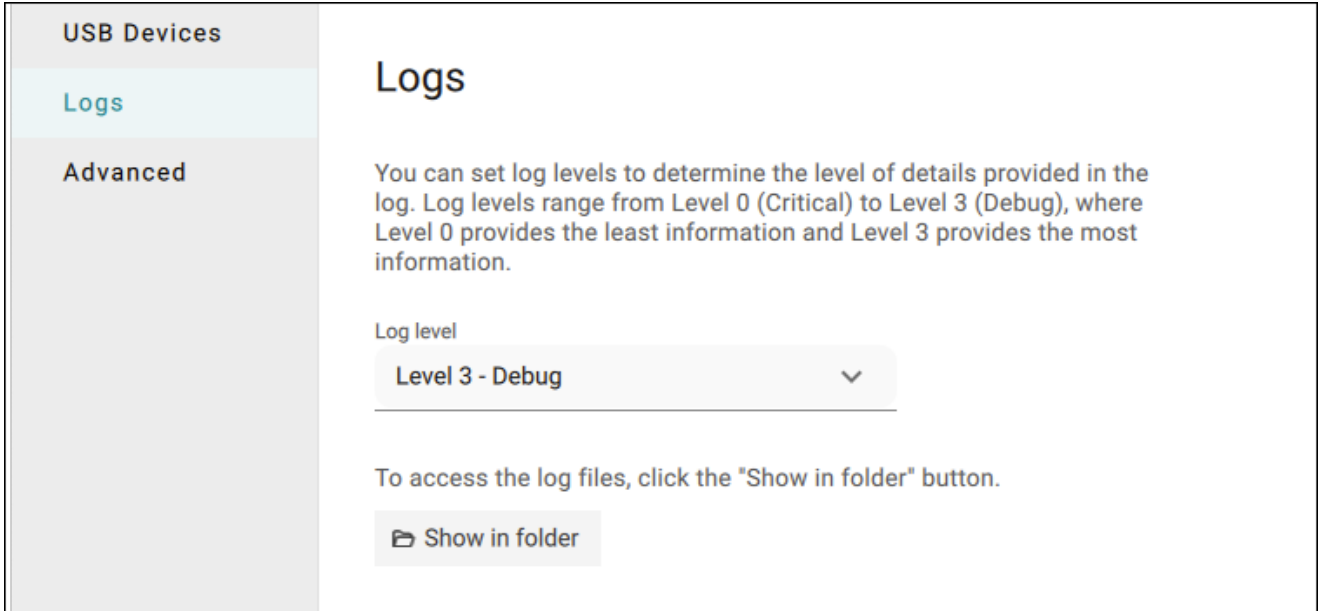 USB Devices
Logs
Advanced
Logs
You can set log levels to determine the level of details provided in the
log. Log levels range from Level 0 (Critical) to Level 3 (Debug), where
Level 0 provides the least information and Level 3 provides the most
information.
Log level
Level 3 - Debug
To access the log files, click the "Show in folder" button.
Show in folder